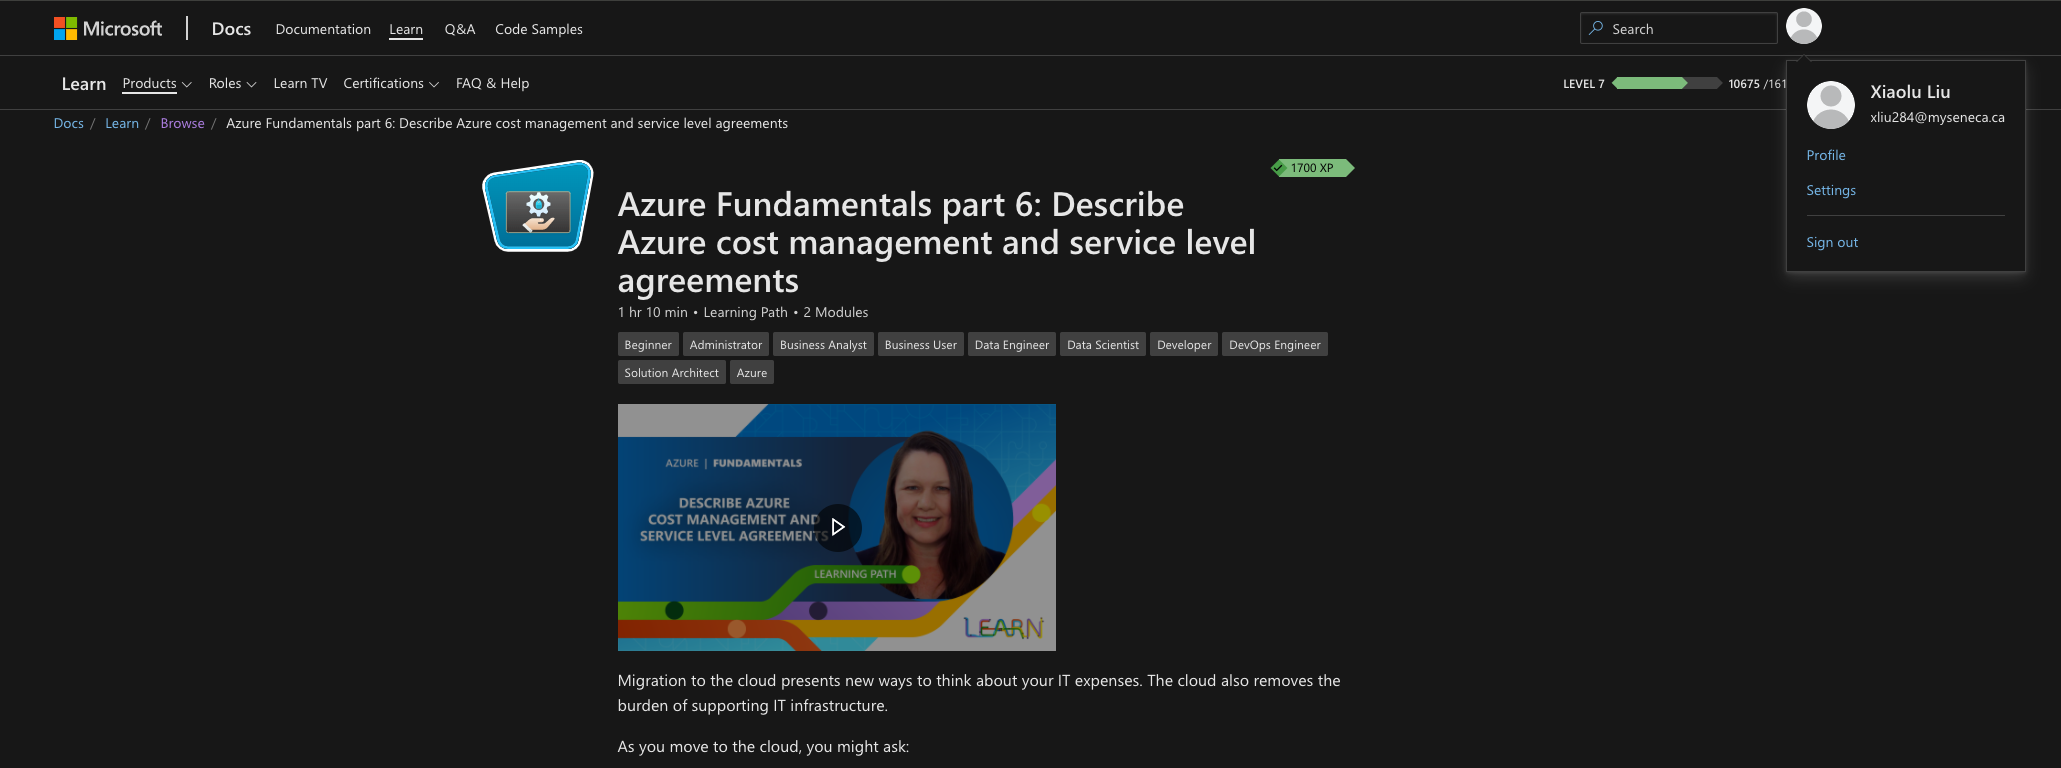 Microsoft
Docs
Documentation
Learn
Q&A
Code Samples
Search
Learn
Products
Roles
Learn TV
Certifications
FAQ & Help
LEVEL 7
10675 /161
Xiaolu Liu
xliu284@myseneca.ca
Profile
Settings
Sign out
Docs / Learn / Browse / Azure Fundamentals part 6: Describe Azure cost management and service level agreements
1700 XP
Azure Fundamentals part 6: Describe
Azure cost management and service level
agreements
1 hr 10 min • Learning Path • 2 Modules
Beginner
Administrator
Business Analyst
Business User
Data Engineer
Data Scientist
Developer
DevOps Engineer
Solution Architect
Azure
AZURE | FUNDAMENTALS
DESCRIBE AZURE
COST MANAGEMENT AND
SERVICE LEVEL AGREEMENTS
LEARNING PATH
LEARN
Migration to the cloud presents new ways to think about your IT expenses. The cloud also removes the
burden of supporting IT infrastructure.
As you move to the cloud, you might ask: